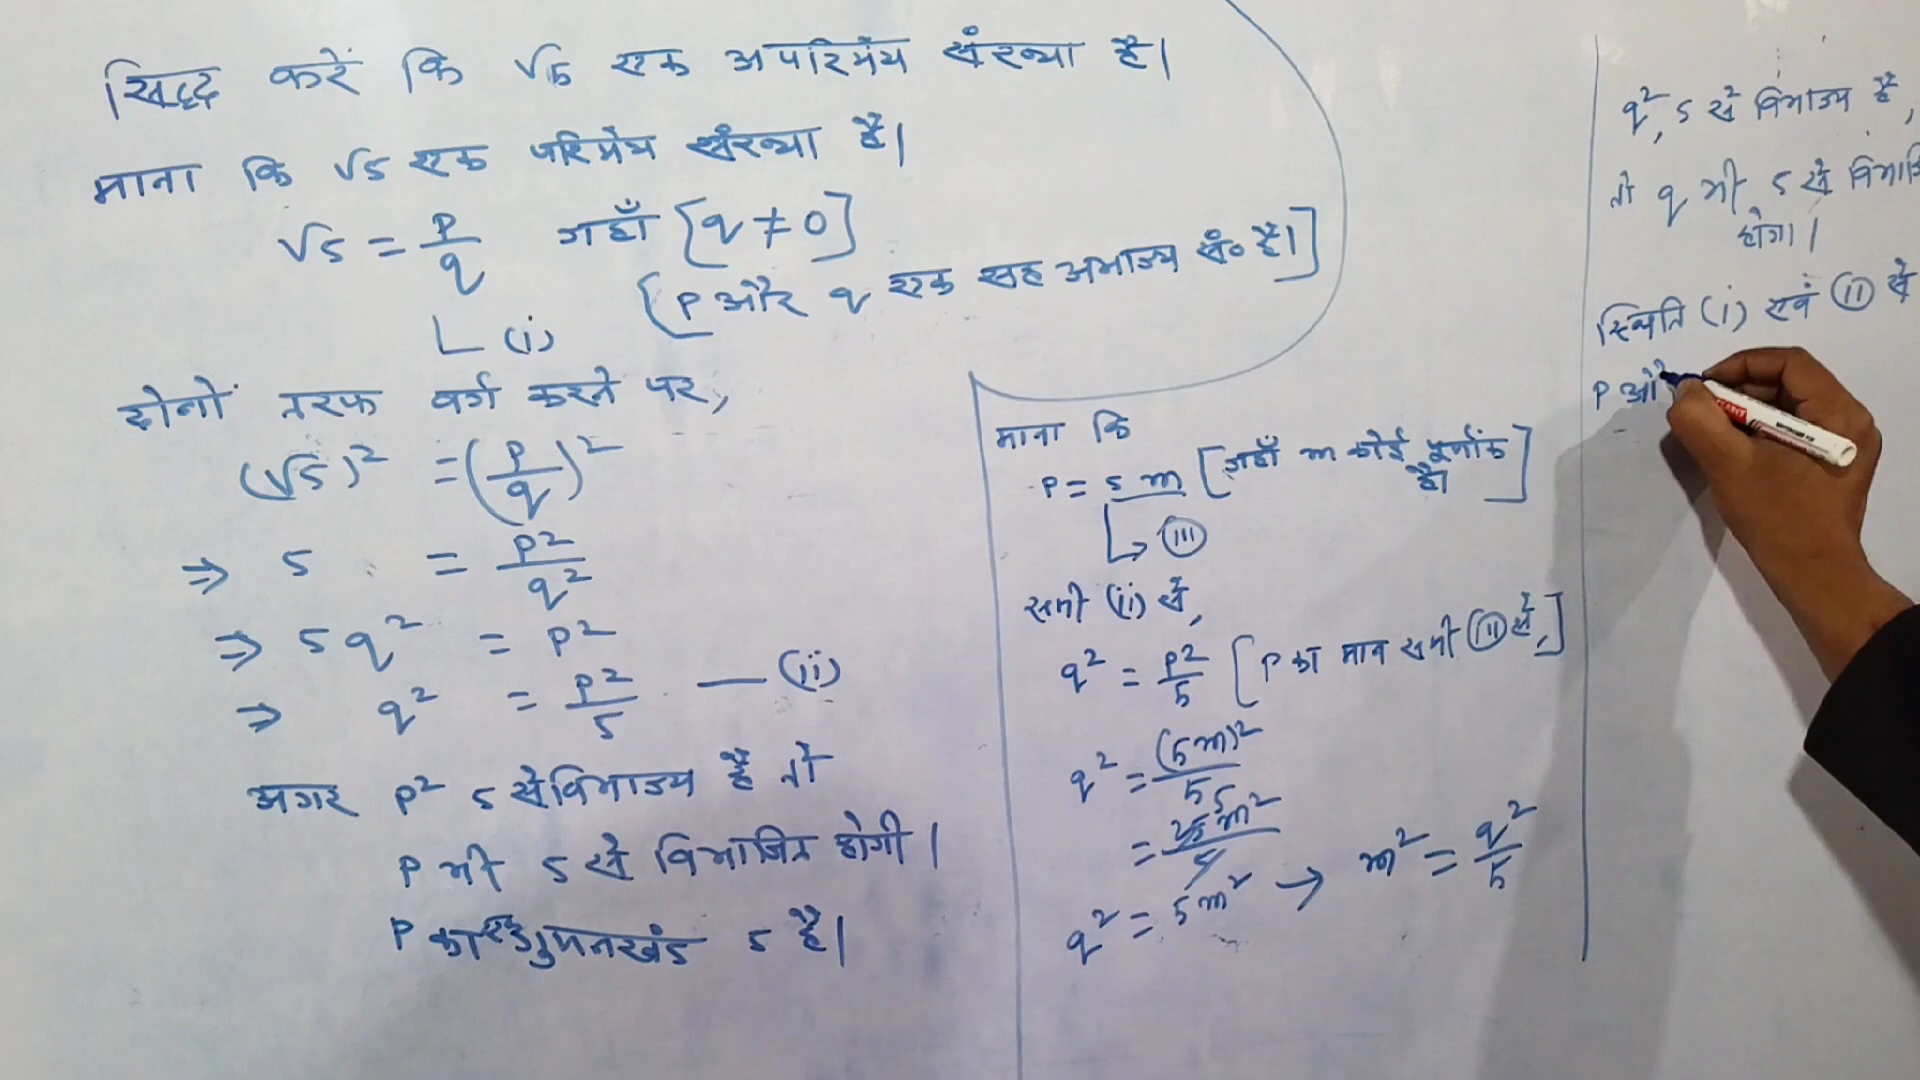 सिद्ध करें कि √5 एक अपरिमेय संख्या है।
माना कि √5 एक परिमेय संख्या है।
√5 = p/q जहाँ [q ≠ 0]
[P और q एक सह अभाज्य सं० है।]
(i)
दोनों तरफ वर्ग करने पर,
(√5)² = (p/q)²
⇒ 5 = p²/q²
⇒ 5q² = p²
⇒ q² = p²/5 — (ii)
अगर p² 5 से विभाज्य है तो
P भी 5 से विभाजित होगी।
P का एक गुणनखंड 5 है।
माना कि
P = 5m [जहाँ m कोई पूर्णांक है]
→ (iii)
समी (ii) से,
q² = p²/5 [P का मान समी (iii) से,]
q² = (5m)²/5
= 25m²/5
5
q² = 5m² → m² = q²/5
q², 5 से विभाज्य है,
तो q भी 5 से विभाजि
होगा।
स्थिति (i) एवं (ii) से
P और